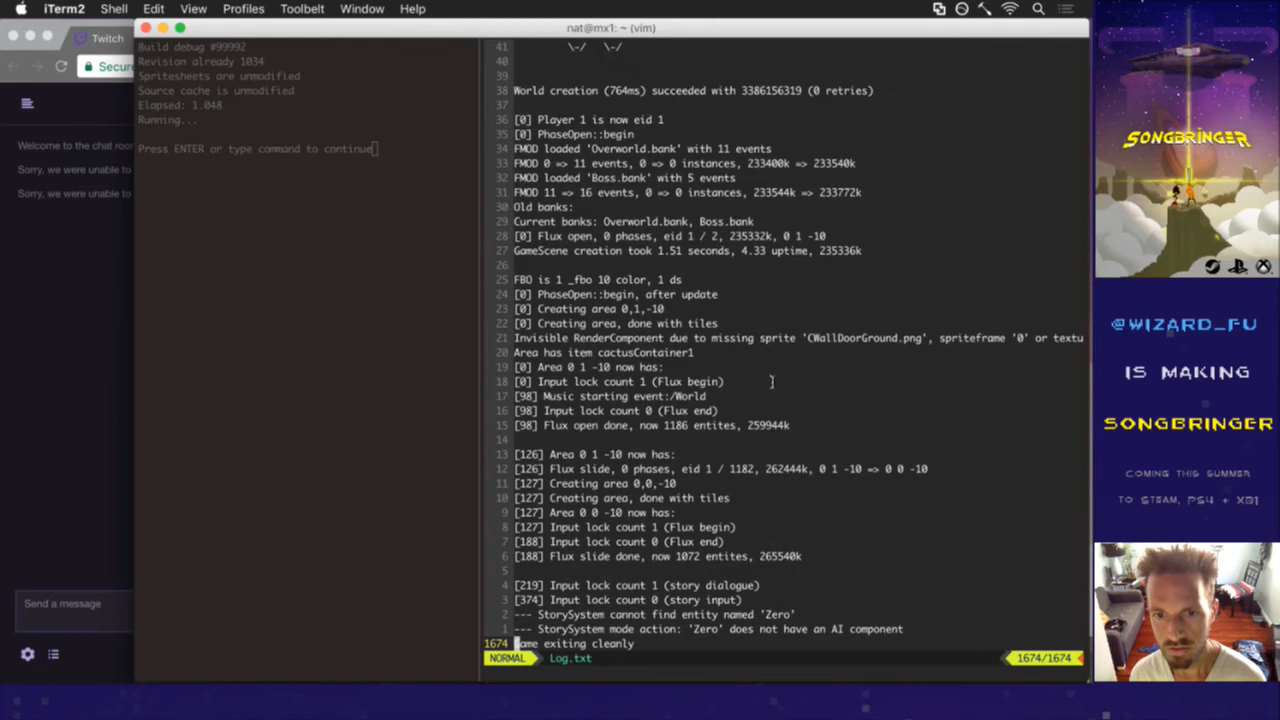 iTerm2 Shell Edit View Profiles Toolbelt Window Help
Twitch
nat@mx1: ~ (vim)
Secure
Welcome to the chat room
Sorry, we were unable to
Sorry, we were unable to
Send a message
Build debug #99992
Revision already 1034
Spritesheets are unmodified
Source cache is unmodified
Elapsed: 1.048
Running...
Press ENTER or type command to continue
41 \-/ \-/
40
39
38 World creation (764ms) succeeded with 3386156319 (0 retries)
37
36 [0] Player 1 is now eid 1
35 [0] PhaseOpen::begin
34 FMOD loaded 'Overworld.bank' with 11 events
33 FMOD 0 => 11 events, 0 => 0 instances, 233400k => 233540k
32 FMOD loaded 'Boss.bank' with 5 events
31 FMOD 11 => 16 events, 0 => 0 instances, 233544k => 233772k
30 Old banks:
29 Current banks: Overworld.bank, Boss.bank
28 [0] Flux open, 0 phases, eid 1 / 2, 235332k, 0 1 -10
27 GameScene creation took 1.51 seconds, 4.33 uptime, 235336k
26
25 FBO is 1 _fbo 10 color, 1 ds
24 [0] PhaseOpen::begin, after update
23 [0] Creating area 0,1,-10
22 [0] Creating area, done with tiles
21 Invisible RenderComponent due to missing sprite 'CWallDoorGround.png', spriteframe '0' or textu
20 Area has item cactusContainer1
19 [0] Area 0 1 -10 now has:
18 [0] Input lock count 1 (Flux begin)
17 [98] Music starting event:/World
16 [98] Input lock count 0 (Flux end)
15 [98] Flux open done, now 1186 entites, 259944k
14
13 [126] Area 0 1 -10 now has:
12 [126] Flux slide, 0 phases, eid 1 / 1182, 262444k, 0 1 -10 => 0 0 -10
11 [127] Creating area 0,0,-10
10 [127] Creating area, done with tiles
9 [127] Area 0 0 -10 now has:
8 [127] Input lock count 1 (Flux begin)
7 [188] Input lock count 0 (Flux end)
6 [188] Flux slide done, now 1072 entites, 265540k
5
4 [219] Input lock count 1 (story dialogue)
3 [374] Input lock count 0 (story input)
2 --- StorySystem cannot find entity named 'Zero'
1 --- StorySystem mode action: 'Zero' does not have an AI component
1674 ame exiting cleanly
NORMAL Log.txt 1674/1674
SONGBRINGER
@WIZARD_FU
IS MAKING
SONGBRINGER
COMING THIS SUMMER
TO STEAM, PS4 + XB1